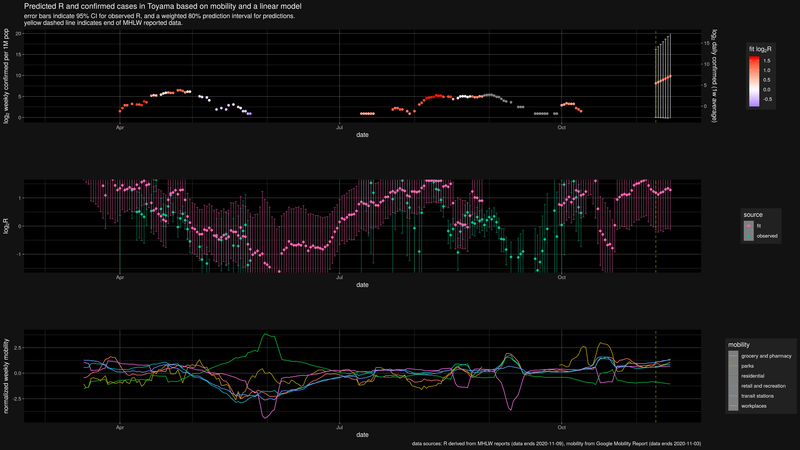 Predicted R and confirmed cases in Toyama based on mobility and a linear model
error bars indicate 95% CI for observed R, and a weighted 80% prediction interval for predictions.
yellow dashed line indicates end of MHLW reported data.
log₂ weekly confirmed per 1M pop
20
15
10
5
0
15
10
5
0
log₂ daily confirmed (1w average)
Apr
Jul
Oct
date
fit log₂R
1.5
1.0
0.5
0.0
-0.5
log₂R
1
0
-1
Apr
Jul
Oct
date
source
fit
observed
normalised weekly mobility
2.5
0.0
-2.5
Apr
Jul
Oct
date
mobility
grocery and pharmacy
parks
residential
retail and recreation
transit stations
workplaces
data sources: R derived from MHLW reports (data ends 2020-11-09), mobility from Google Mobility Report (data ends 2020-11-03)